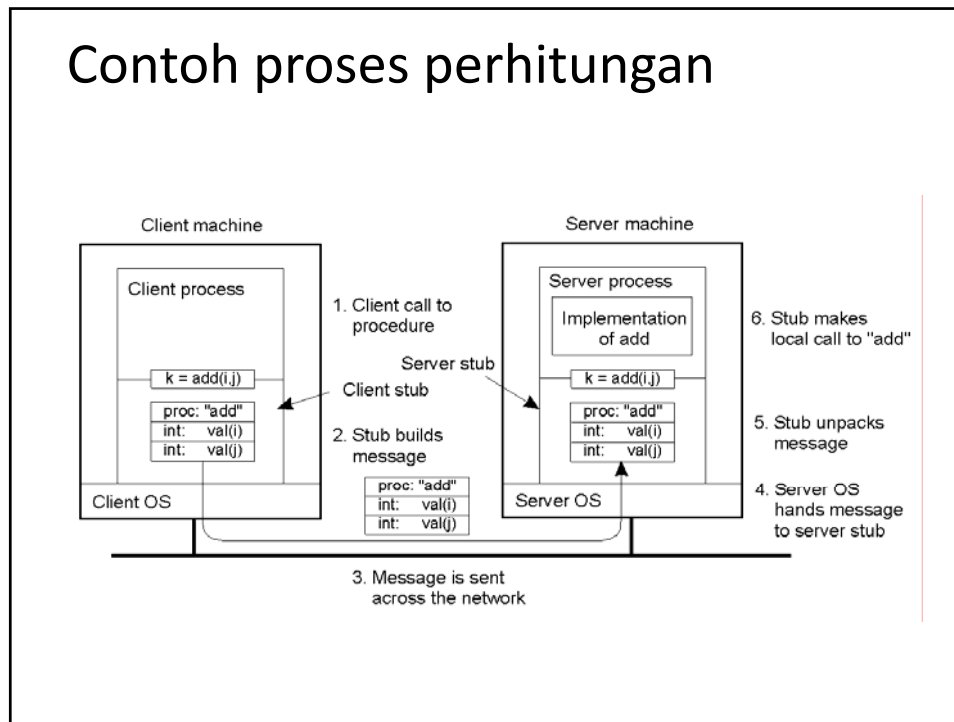 Contoh proses perhitungan
Client machine
Client process
k = add(i,j)
proc: "add"
int: val(i)
int: val(j)
Client OS
1. Client call to
procedure
Server stub
Client stub
2. Stub builds
message
proc: "add"
int: val(i)
int: val(j)
3. Message is sent
across the network
Server machine
Server process
Implementation
of add
k = add(i,j)
proc: "add"
int: val(i)
int: val(j)
Server OS
6. Stub makes
local call to "add"
5. Stub unpacks
message
4. Server OS
hands message
to server stub